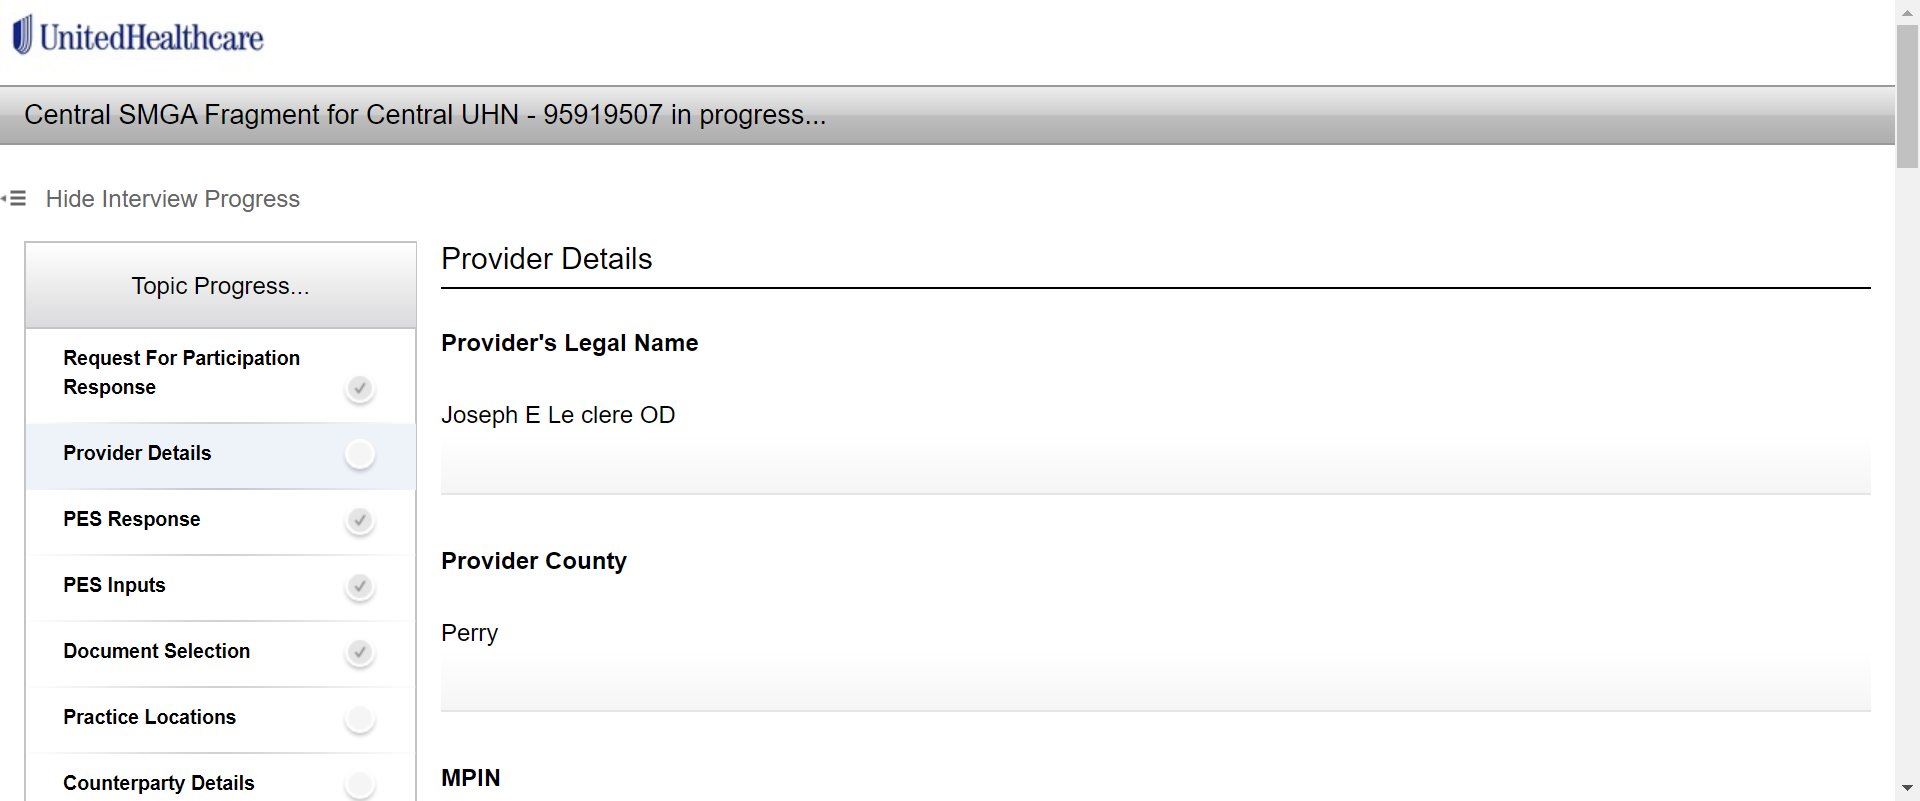 UnitedHealthcare
Central SMGA Fragment for Central UHN - 95919507 in progress...
Hide Interview Progress
Topic Progress...
Request For Participation
Response
Provider Details
PES Response
PES Inputs
Document Selection
Practice Locations
Counterparty Details
Provider Details
Provider's Legal Name
Joseph E Le clere OD
Provider County
Perry
MPIN